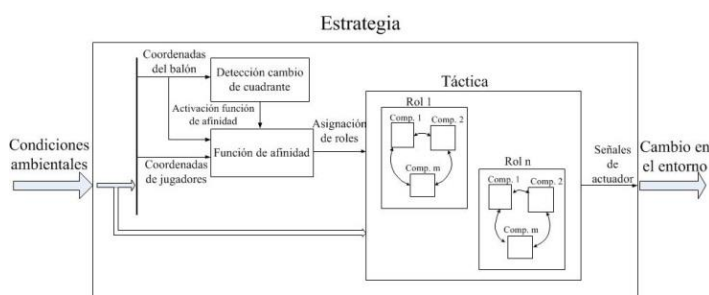 Estrategia
Coordenadas
del balón
Detección cambio
de cuadrante
Activación función
de afinidad
Función de afinidad
Coordenadas
de jugadores
Asignación
de roles
Condiciones
ambientales
Táctica
Rol 1
Comp. 1
Comp. 2
Comp. m
Rol n
Comp. 1
Comp. 2
Comp. m
Señales
de
actuador
Cambio en
el entorno